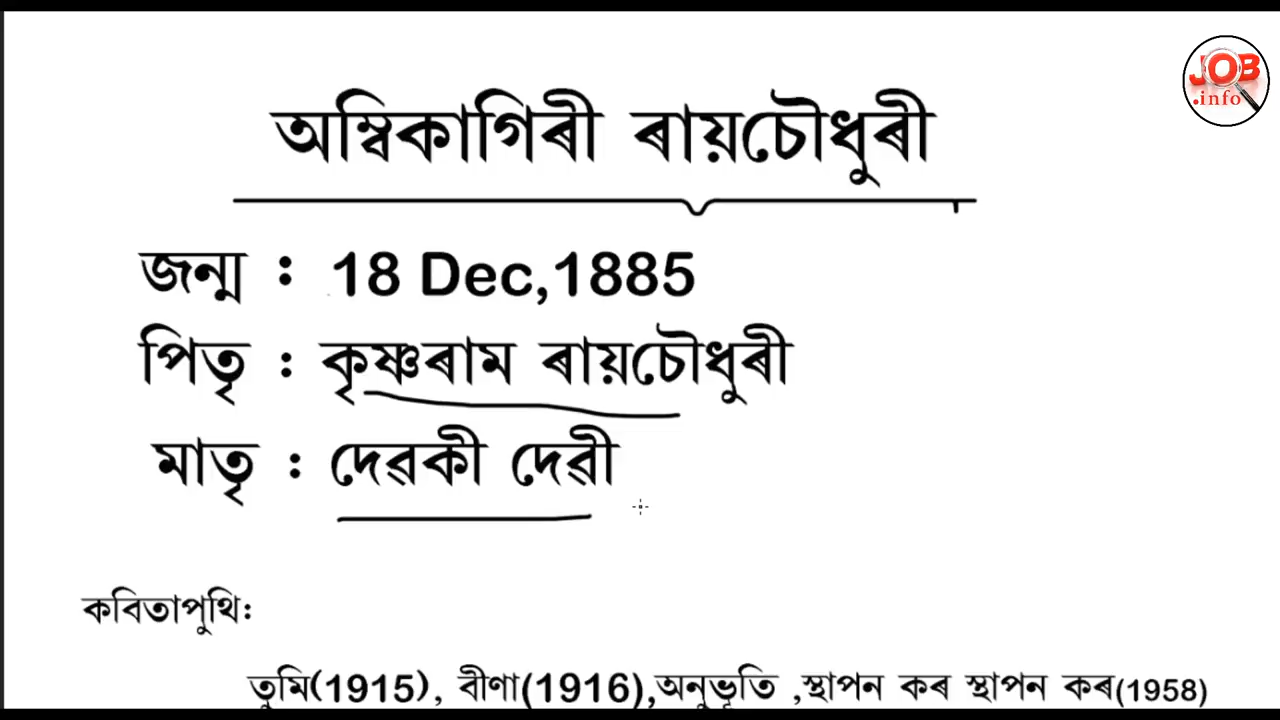 JOB
.info
অম্বিকাগিৰী ৰায়চৌধুৰী
জন্ম : 18 Dec,1885
পিতৃ : কৃষ্ণৰাম ৰায়চৌধুৰী
মাতৃ : দেৱকী দেৱী
কবিতাপুথি:
তুমি(1915), বীণা(1916),অনুভূতি ,স্থাপন কৰ স্থাপন কৰ(1958)